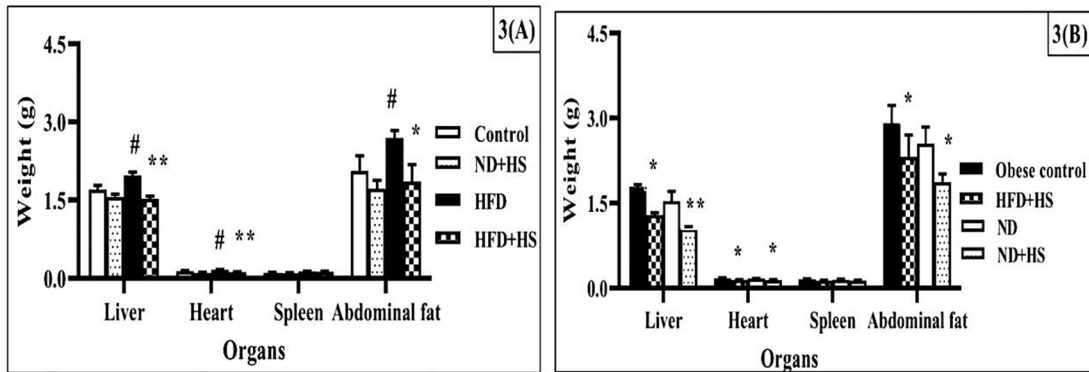 3(A)
4.5
3.0
1.5
0.0
Weight (g)
# ** # ** # *
Liver Heart Spleen Abdominal fat
Organs
Control
ND+HS
HFD
HFD+HS
3(B)
4.5
3.0
1.5
0.0
Weight (g)
* ** * * * *
Liver Heart Spleen Abdominal fat
Organs
Obese control
HFD+HS
ND
ND+HS